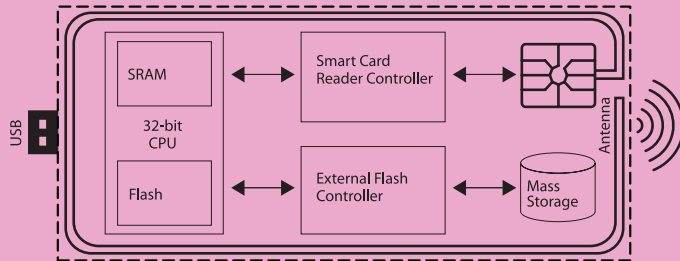 USB
SRAM
32-bit
CPU
Flash
Smart Card
Reader Controller
External Flash
Controller
Mass
Storage
Antenna